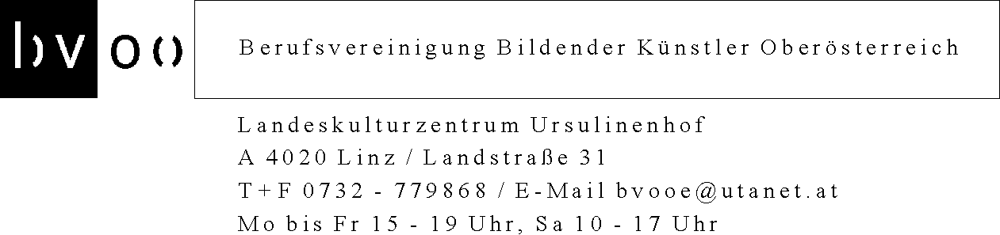 bvoo
Berufsvereinigung Bildender Künstler Oberösterreich
Landeskulturzentrum Ursulinenhof
A 4020 Linz / Landstraße 31
T+F 0732 - 779868 / E-Mail bvooe@utanet.at
Mo bis Fr 15 - 19 Uhr, Sa 10 - 17 Uhr